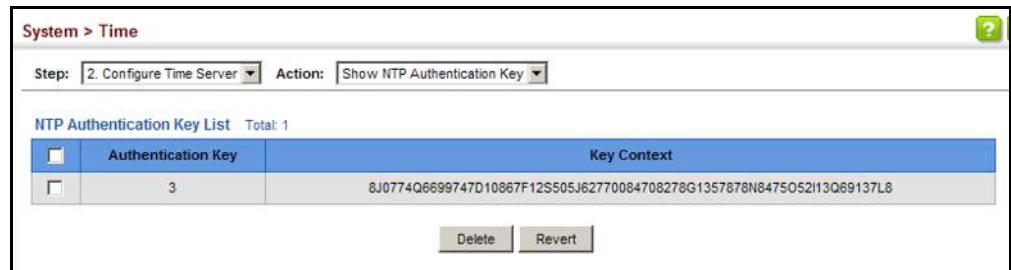 System > Time
?
Step: 2. Configure Time Server Action: Show NTP Authentication Key
NTP Authentication Key List Total: 1
Authentication Key Key Context
3 8J0774Q6699747D10867F12S505J62770084708278G1357878N8475O52I13Q69137L8
Delete Revert